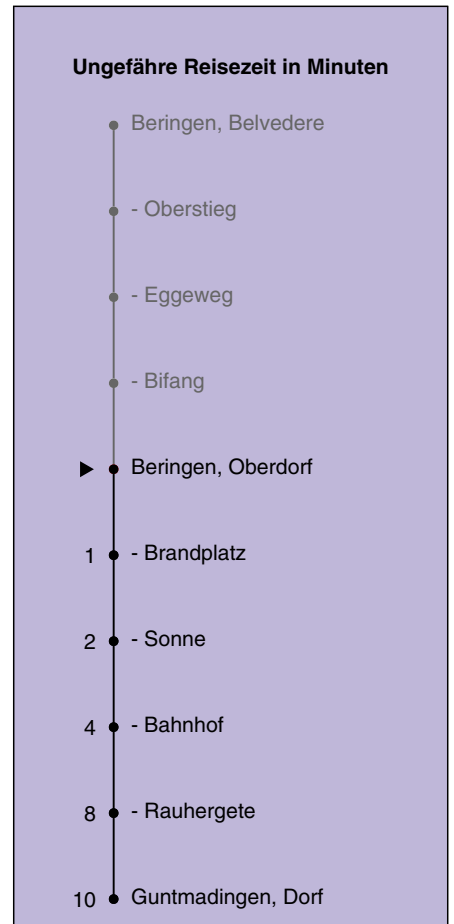 Ungefähre Reisezeit in Minuten
Beringen, Belvedere
- Oberstieg
- Eggeweg
- Bifang
Beringen, Oberdorf
1 - Brandplatz
2 - Sonne
4 - Bahnhof
8 - Rauhergete
10 Guntmadingen, Dorf